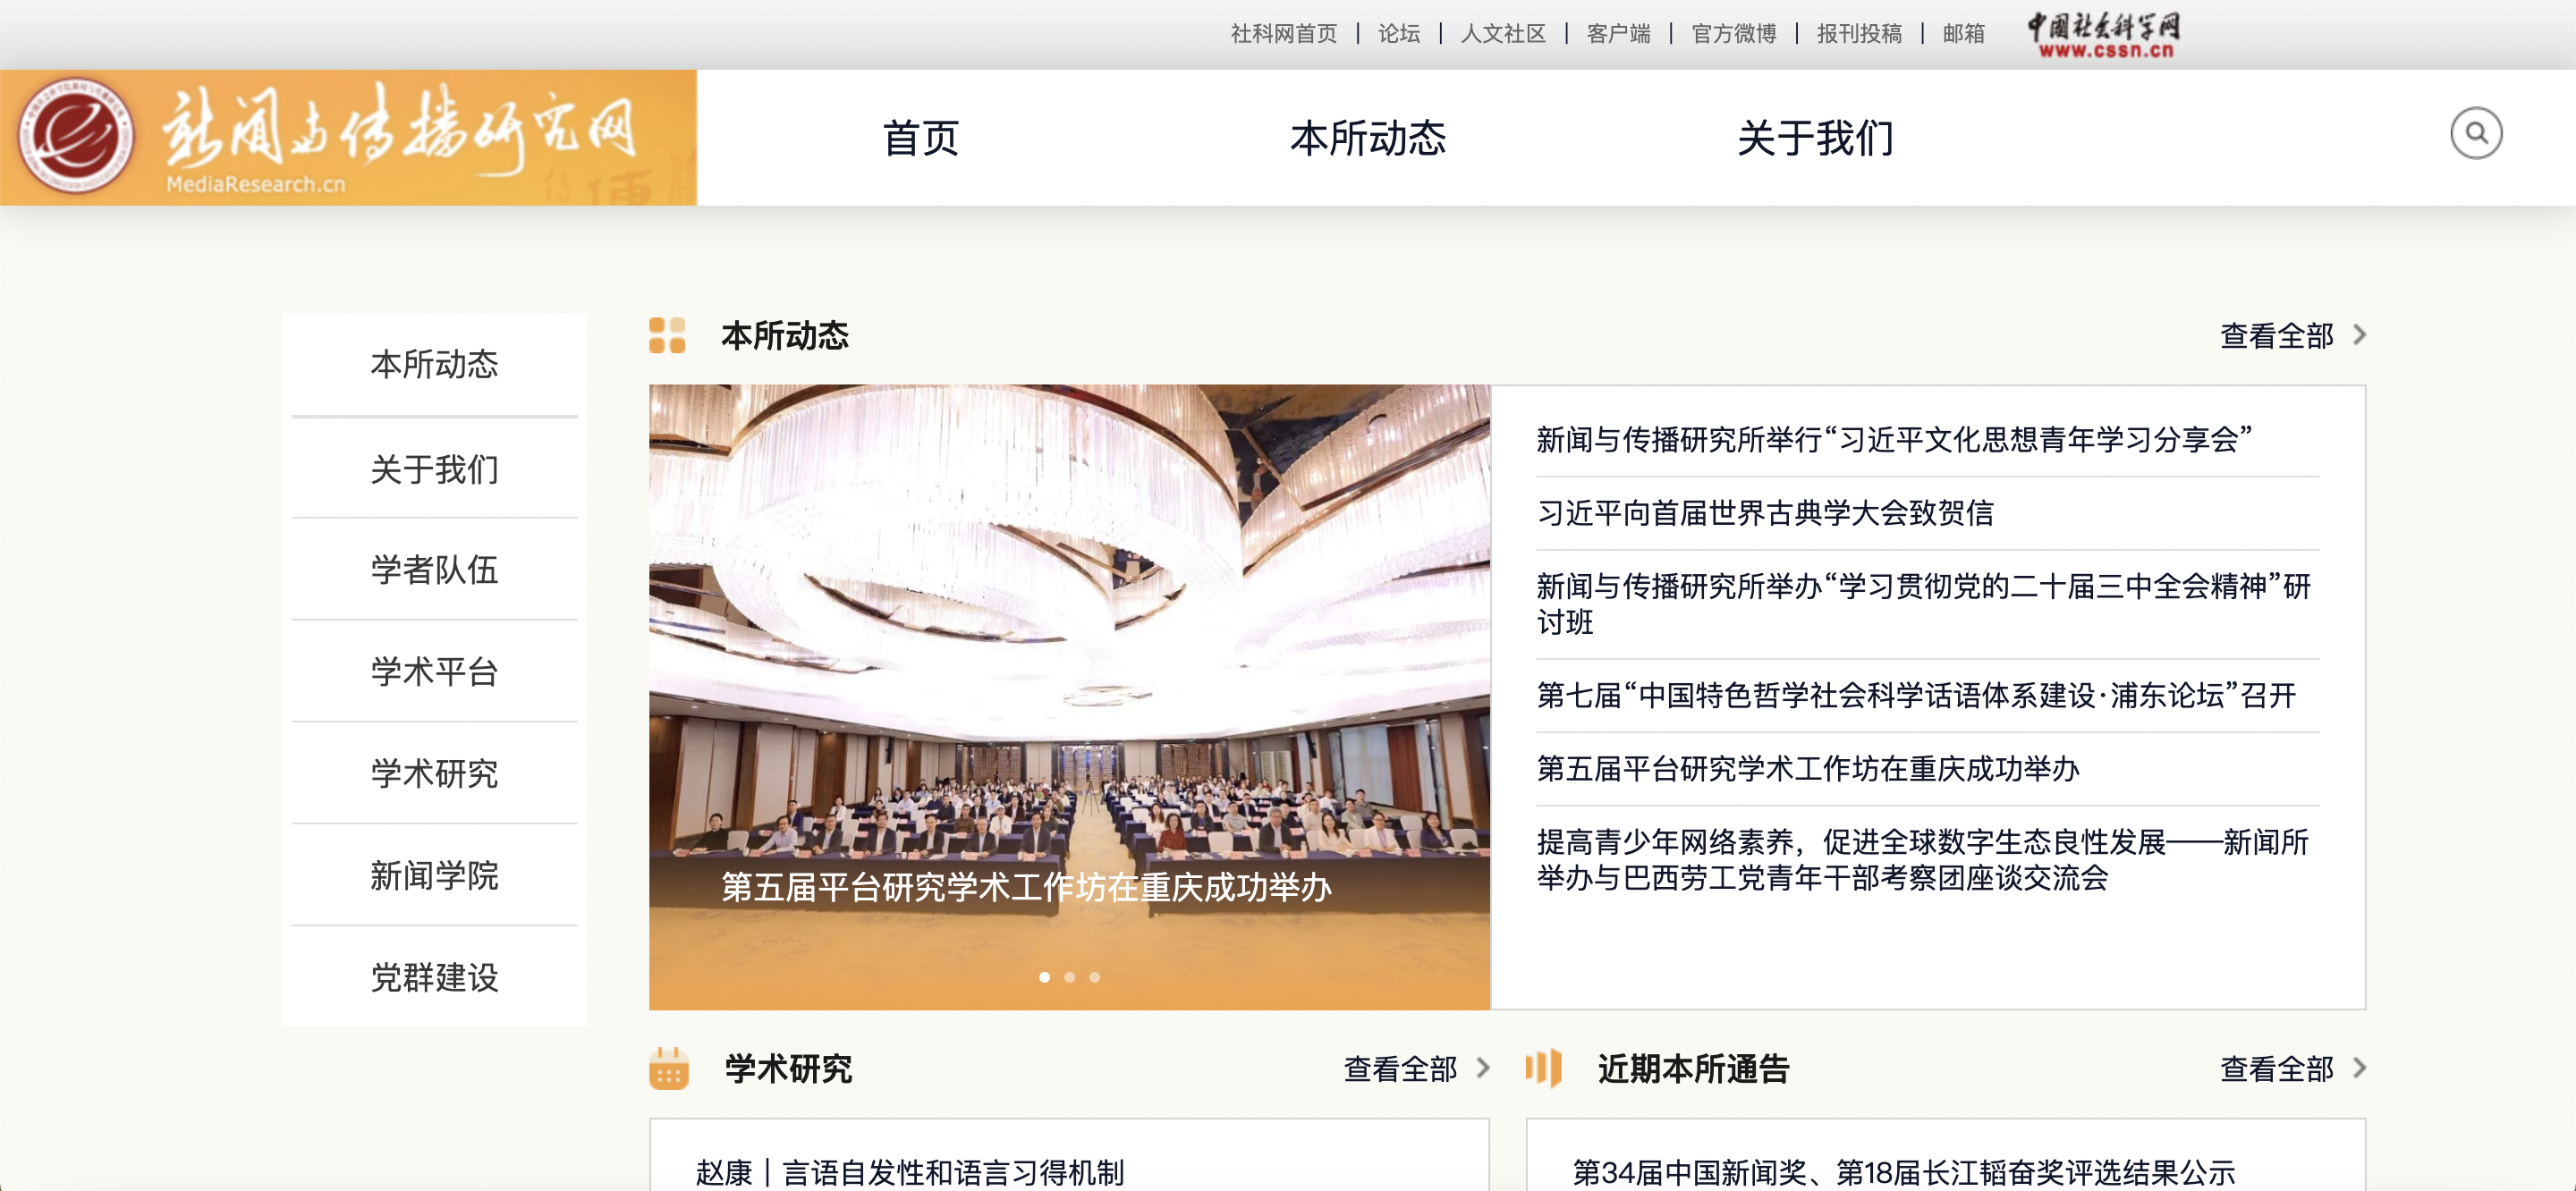 社科网首页 | 论坛 | 人文社区 | 客户端 | 官方微博 | 报刊投稿 | 邮箱
中国社会科学网
www.cssn.cn
新闻与传播研究网
MediaResearch.cn
首页
本所动态
关于我们
本所动态
关于我们
学者队伍
学术平台
学术研究
新闻学院
党群建设
本所动态
查看全部
第五届平台研究学术工作坊在重庆成功举办
新闻与传播研究所举行“习近平文化思想青年学习分享会”
习近平向首届世界古典学大会致贺信
新闻与传播研究所举办“学习贯彻党的二十届三中全会精神”研
讨班
第七届“中国特色哲学社会科学话语体系建设·浦东论坛”召开
第五届平台研究学术工作坊在重庆成功举办
提高青少年网络素养，促进全球数字生态良性发展——新闻所
举办与巴西劳工党青年干部考察团座谈交流会
学术研究
查看全部
赵康｜言语自发性和语言习得机制
近期本所通告
查看全部
第34届中国新闻奖、第18届长江韬奋奖评选结果公示